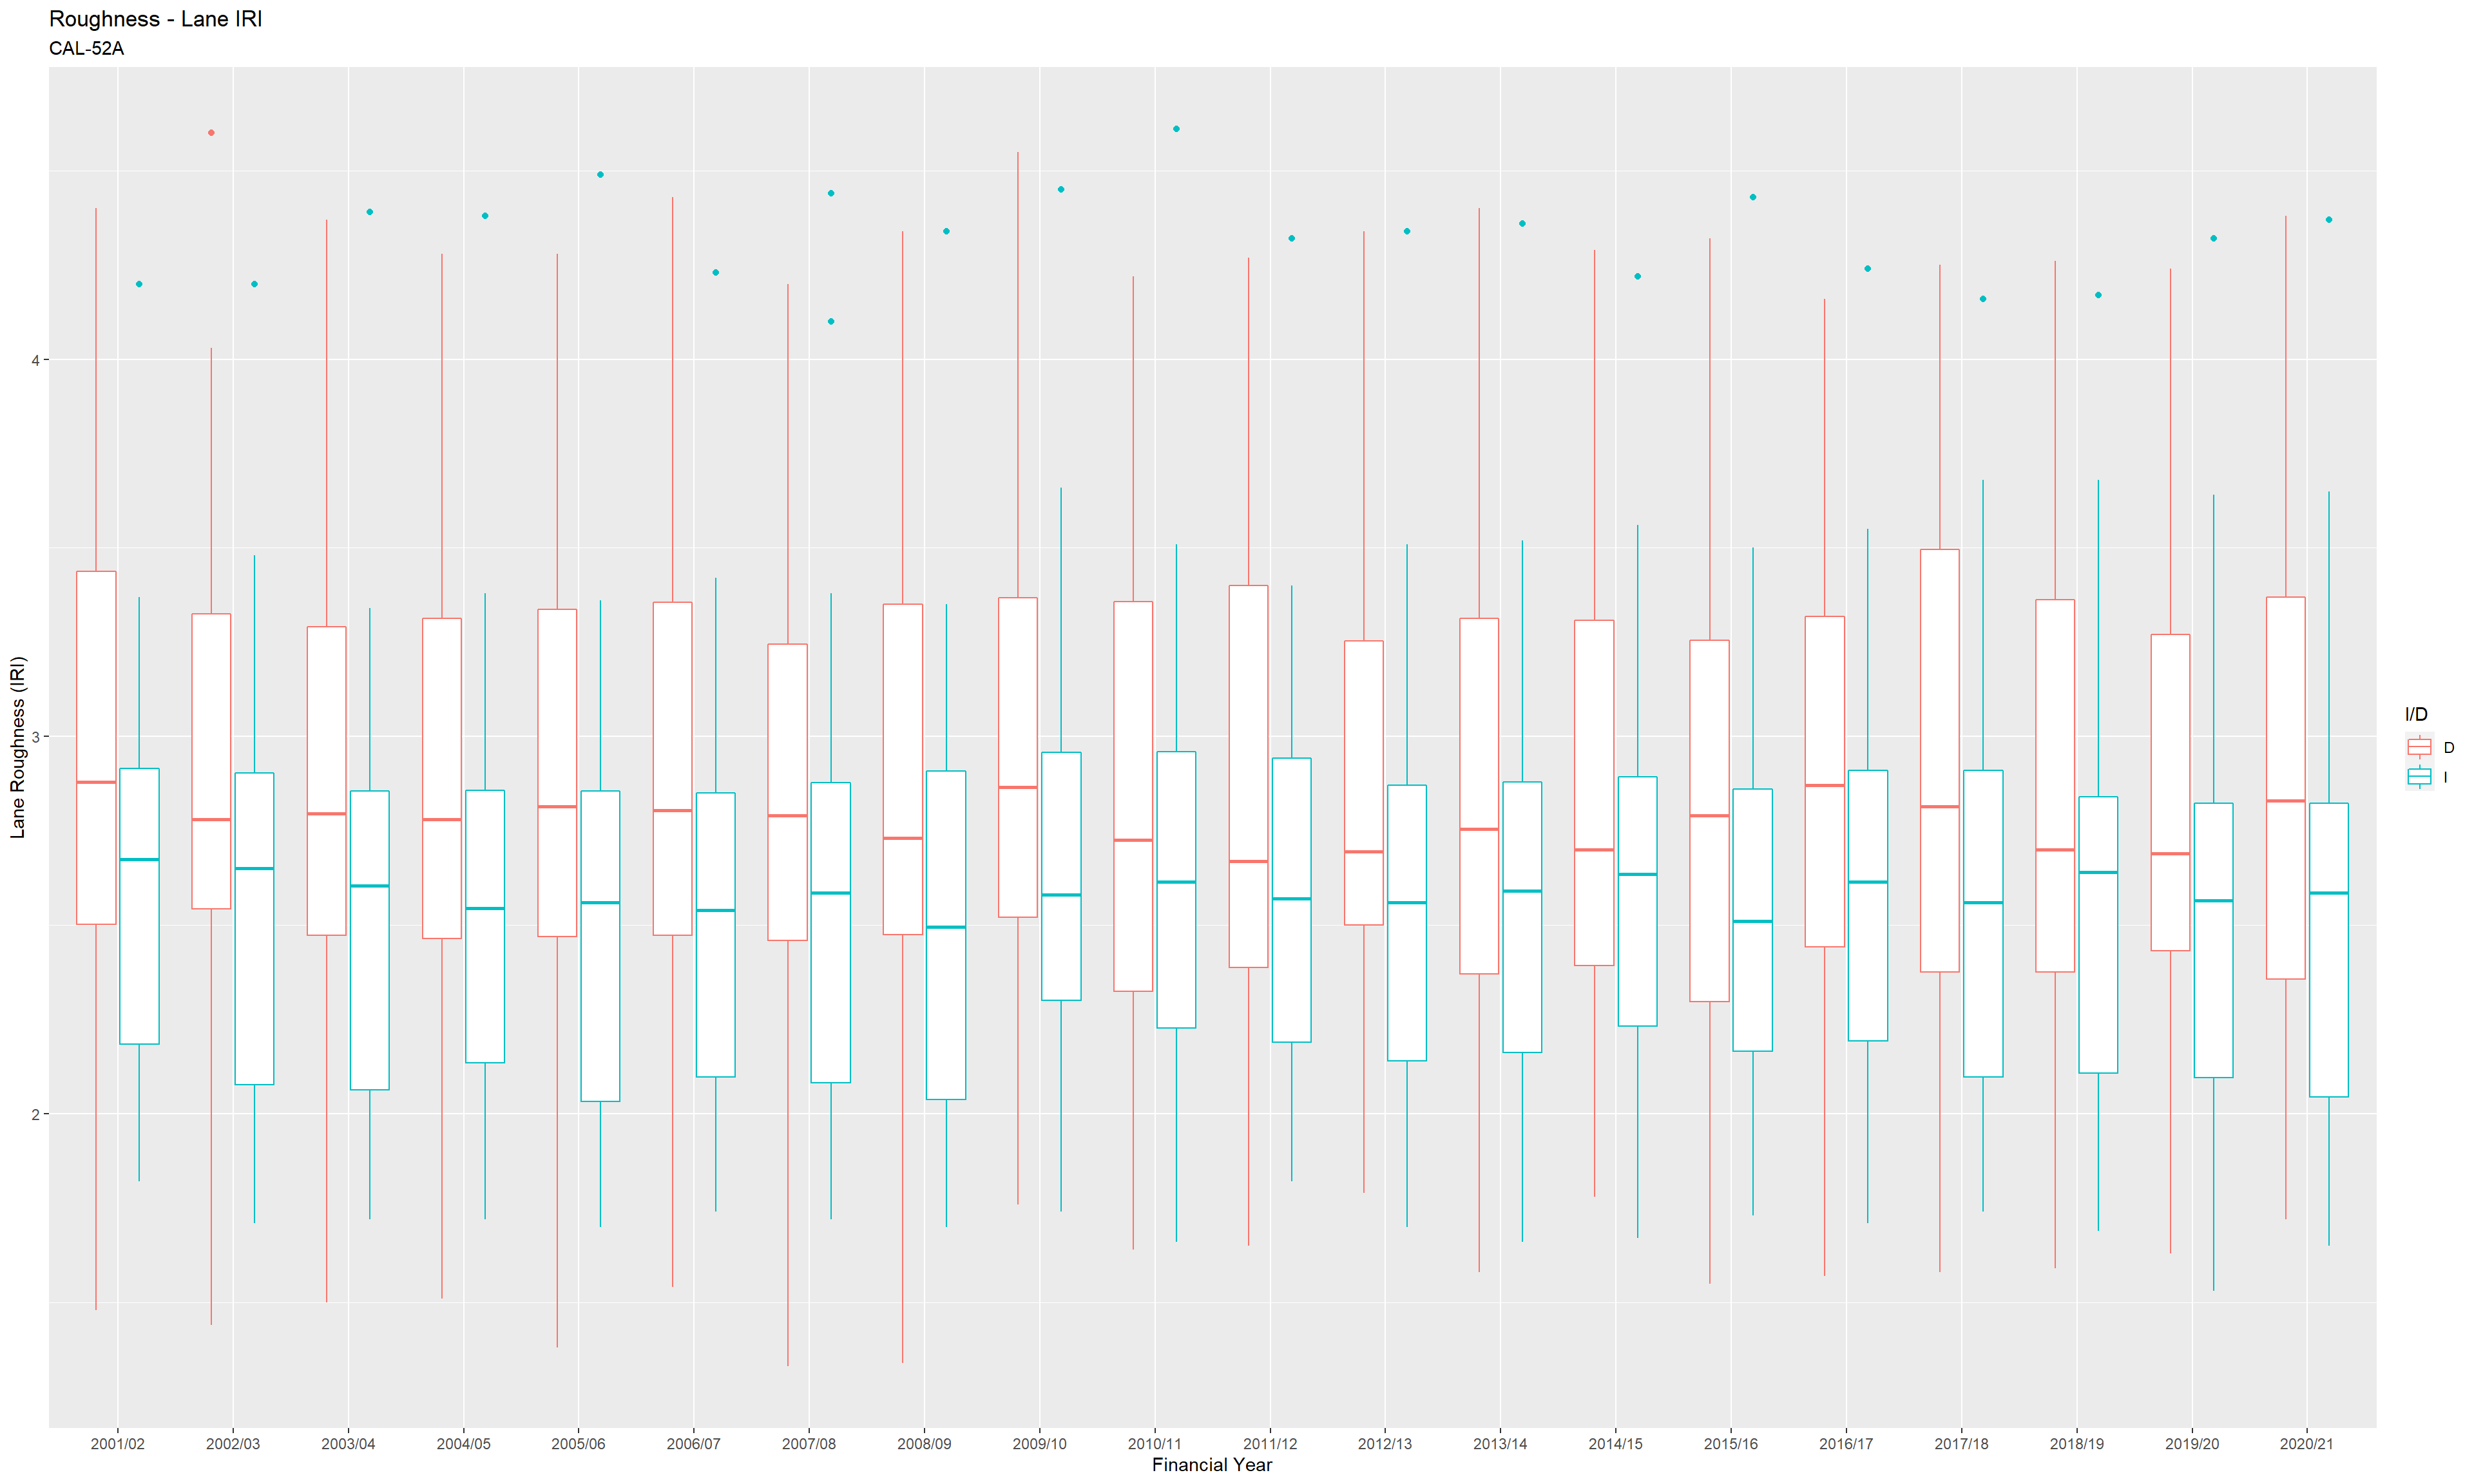 Roughness - Lane IRI
CAL-52A
Lane Roughness (IRI)
4
3
2
2001/02 2002/03 2003/04 2004/05 2005/06 2006/07 2007/08 2008/09 2009/10 2010/11 2011/12 2012/13 2013/14 2014/15 2015/16 2016/17 2017/18 2018/19 2019/20 2020/21
Financial Year
I/D
D
I